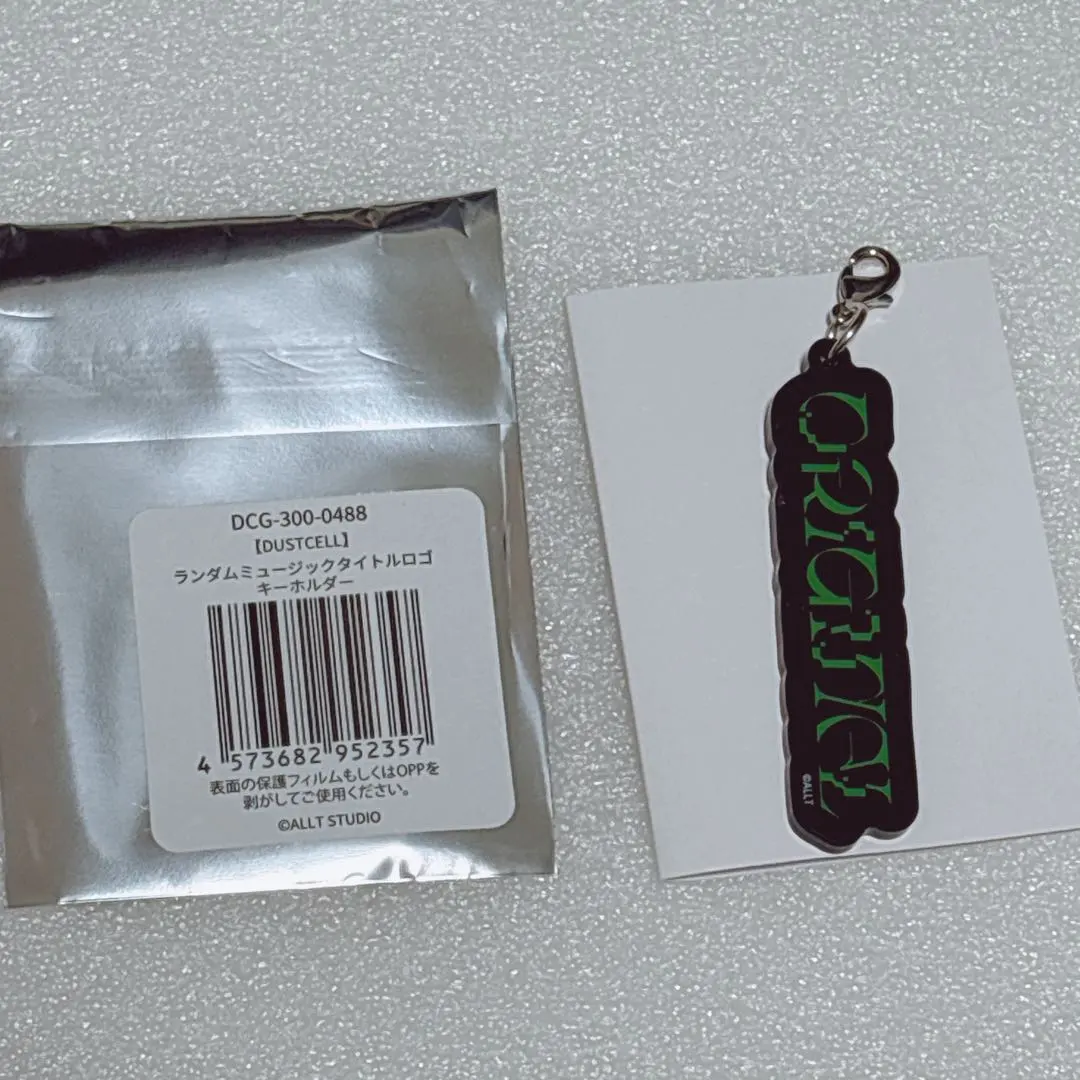 DCG-300-0488
【DUSTCELL】
ランダムミュージックタイトルロゴ
キーホルダー
4 573682 952357
表面の保護フィルムもしくはOPPを
剥がしてご使用ください。
©ALLT STUDIO
ORIGINEY
©ALLT